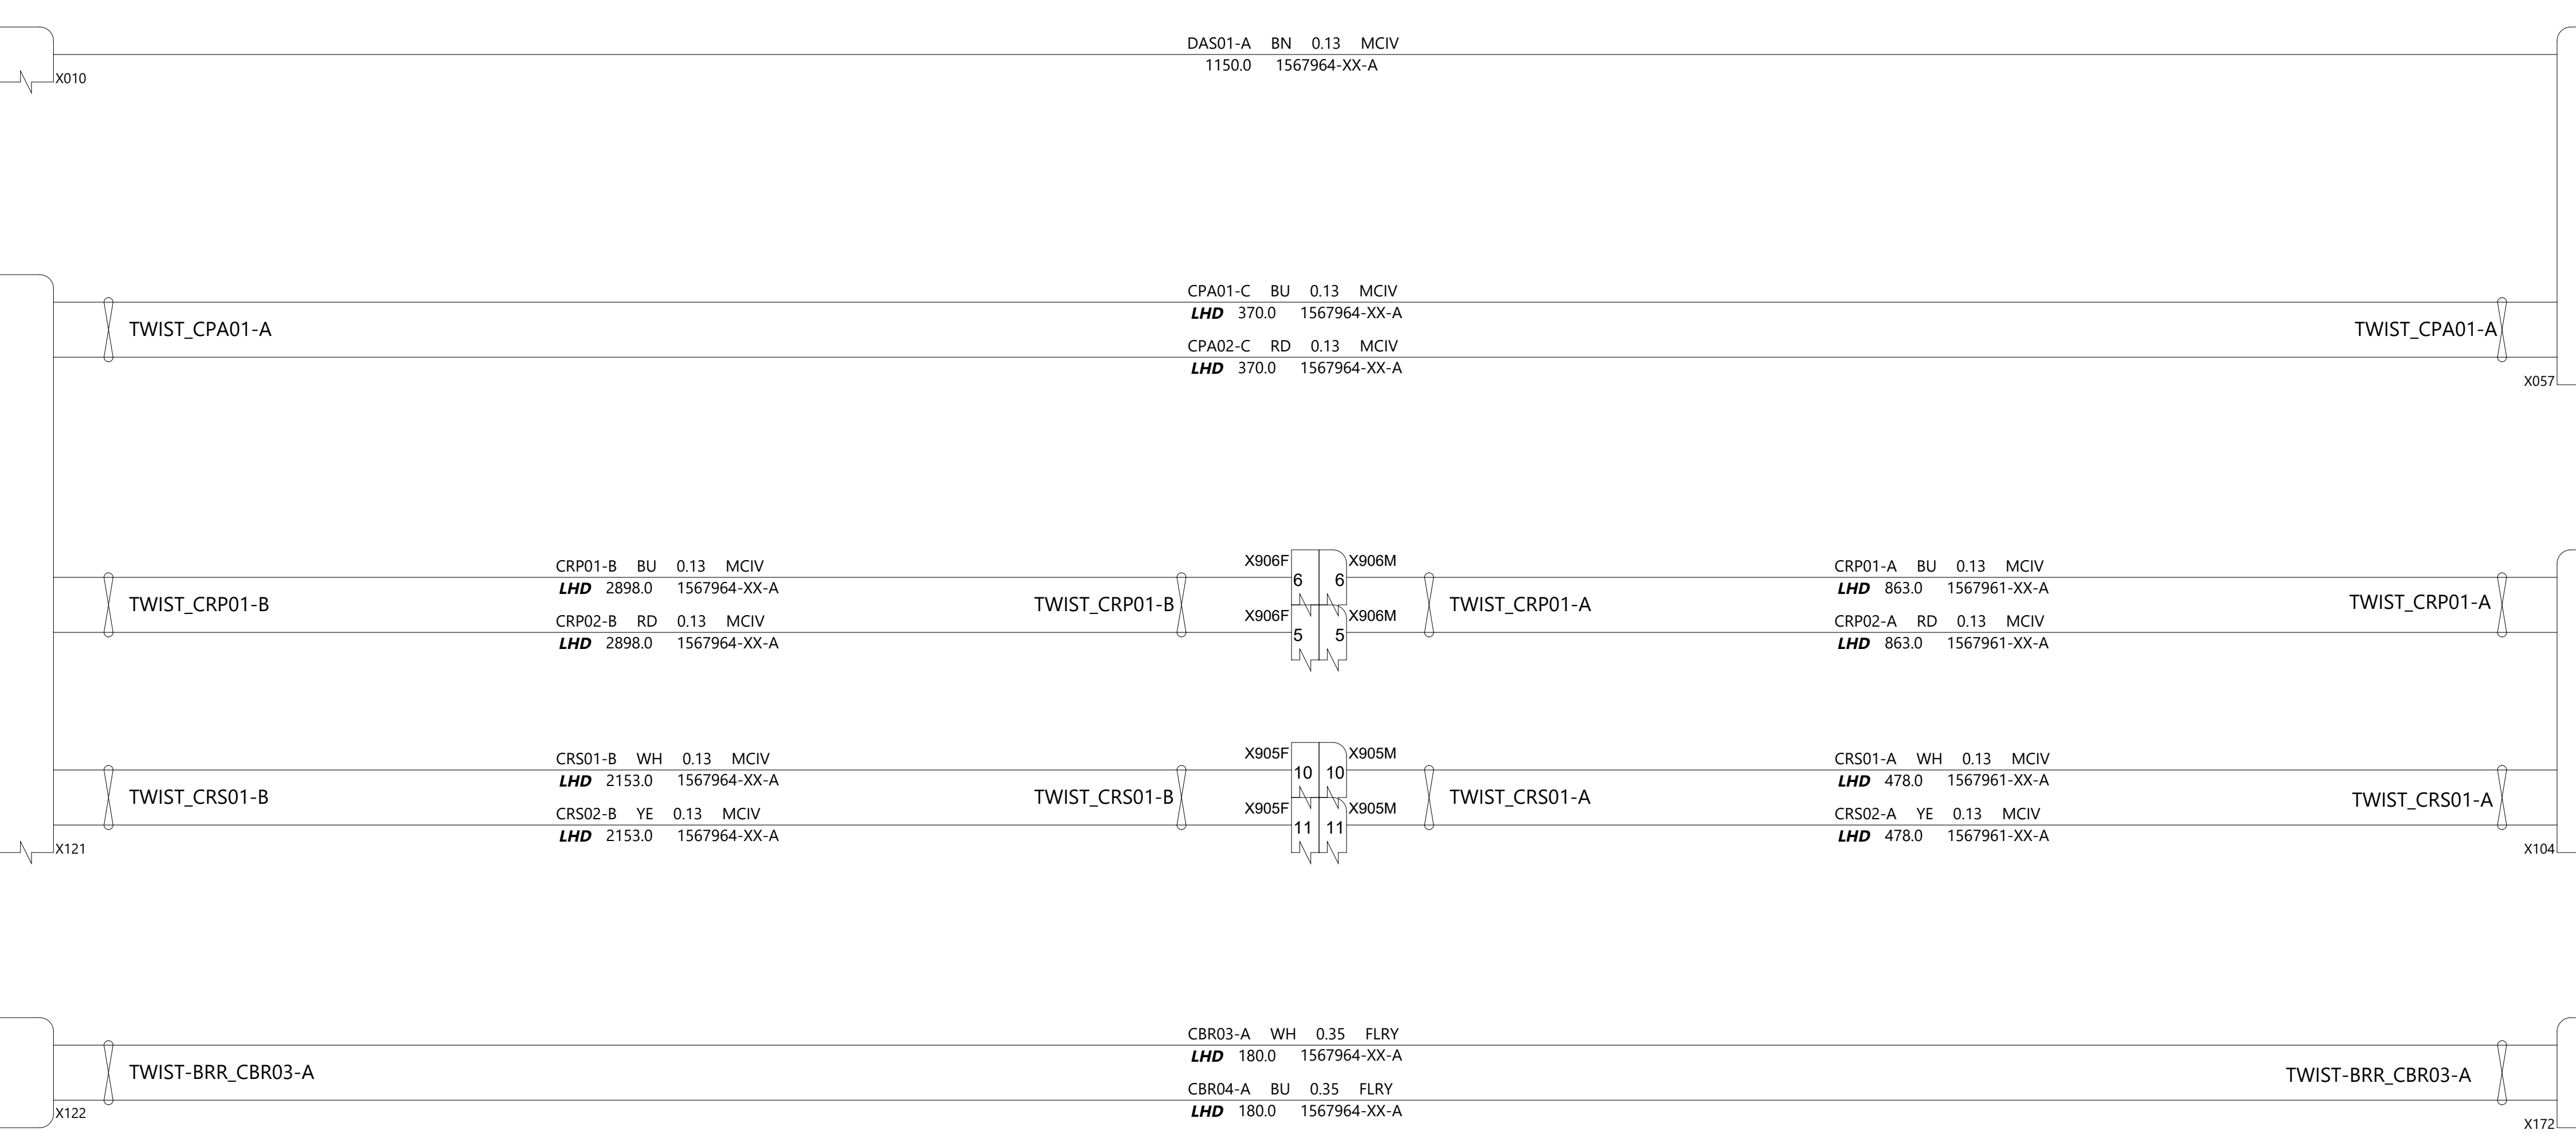 DAS01-A BN 0.13 MCIV
1150.0 1567964-XX-A
X010
CPA01-C BU 0.13 MCIV
LHD 370.0 1567964-XX-A
TWIST_CPA01-A TWIST_CPA01-A
CPA02-C RD 0.13 MCIV
LHD 370.0 1567964-XX-A
X057
X906F X906M
CRP01-B BU 0.13 MCIV CRP01-A BU 0.13 MCIV
6 6
LHD 2898.0 1567964-XX-A LHD 863.0 1567961-XX-A
TWIST_CRP01-B TWIST_CRP01-B TWIST_CRP01-A TWIST_CRP01-A
X906F X906M
CRP02-B RD 0.13 MCIV CRP02-A RD 0.13 MCIV
5 5
LHD 2898.0 1567964-XX-A LHD 863.0 1567961-XX-A
X905F X905M
CRS01-B WH 0.13 MCIV CRS01-A WH 0.13 MCIV
10 10
LHD 2153.0 1567964-XX-A LHD 478.0 1567961-XX-A
TWIST_CRS01-B TWIST_CRS01-B TWIST_CRS01-A TWIST_CRS01-A
X905F X905M
CRS02-B YE 0.13 MCIV CRS02-A YE 0.13 MCIV
11 11
LHD 2153.0 1567964-XX-A LHD 478.0 1567961-XX-A
X121 X104
CBR03-A WH 0.35 FLRY
LHD 180.0 1567964-XX-A
TWIST-BRR_CBR03-A TWIST-BRR_CBR03-A
CBR04-A BU 0.35 FLRY
LHD 180.0 1567964-XX-A
X122 X172